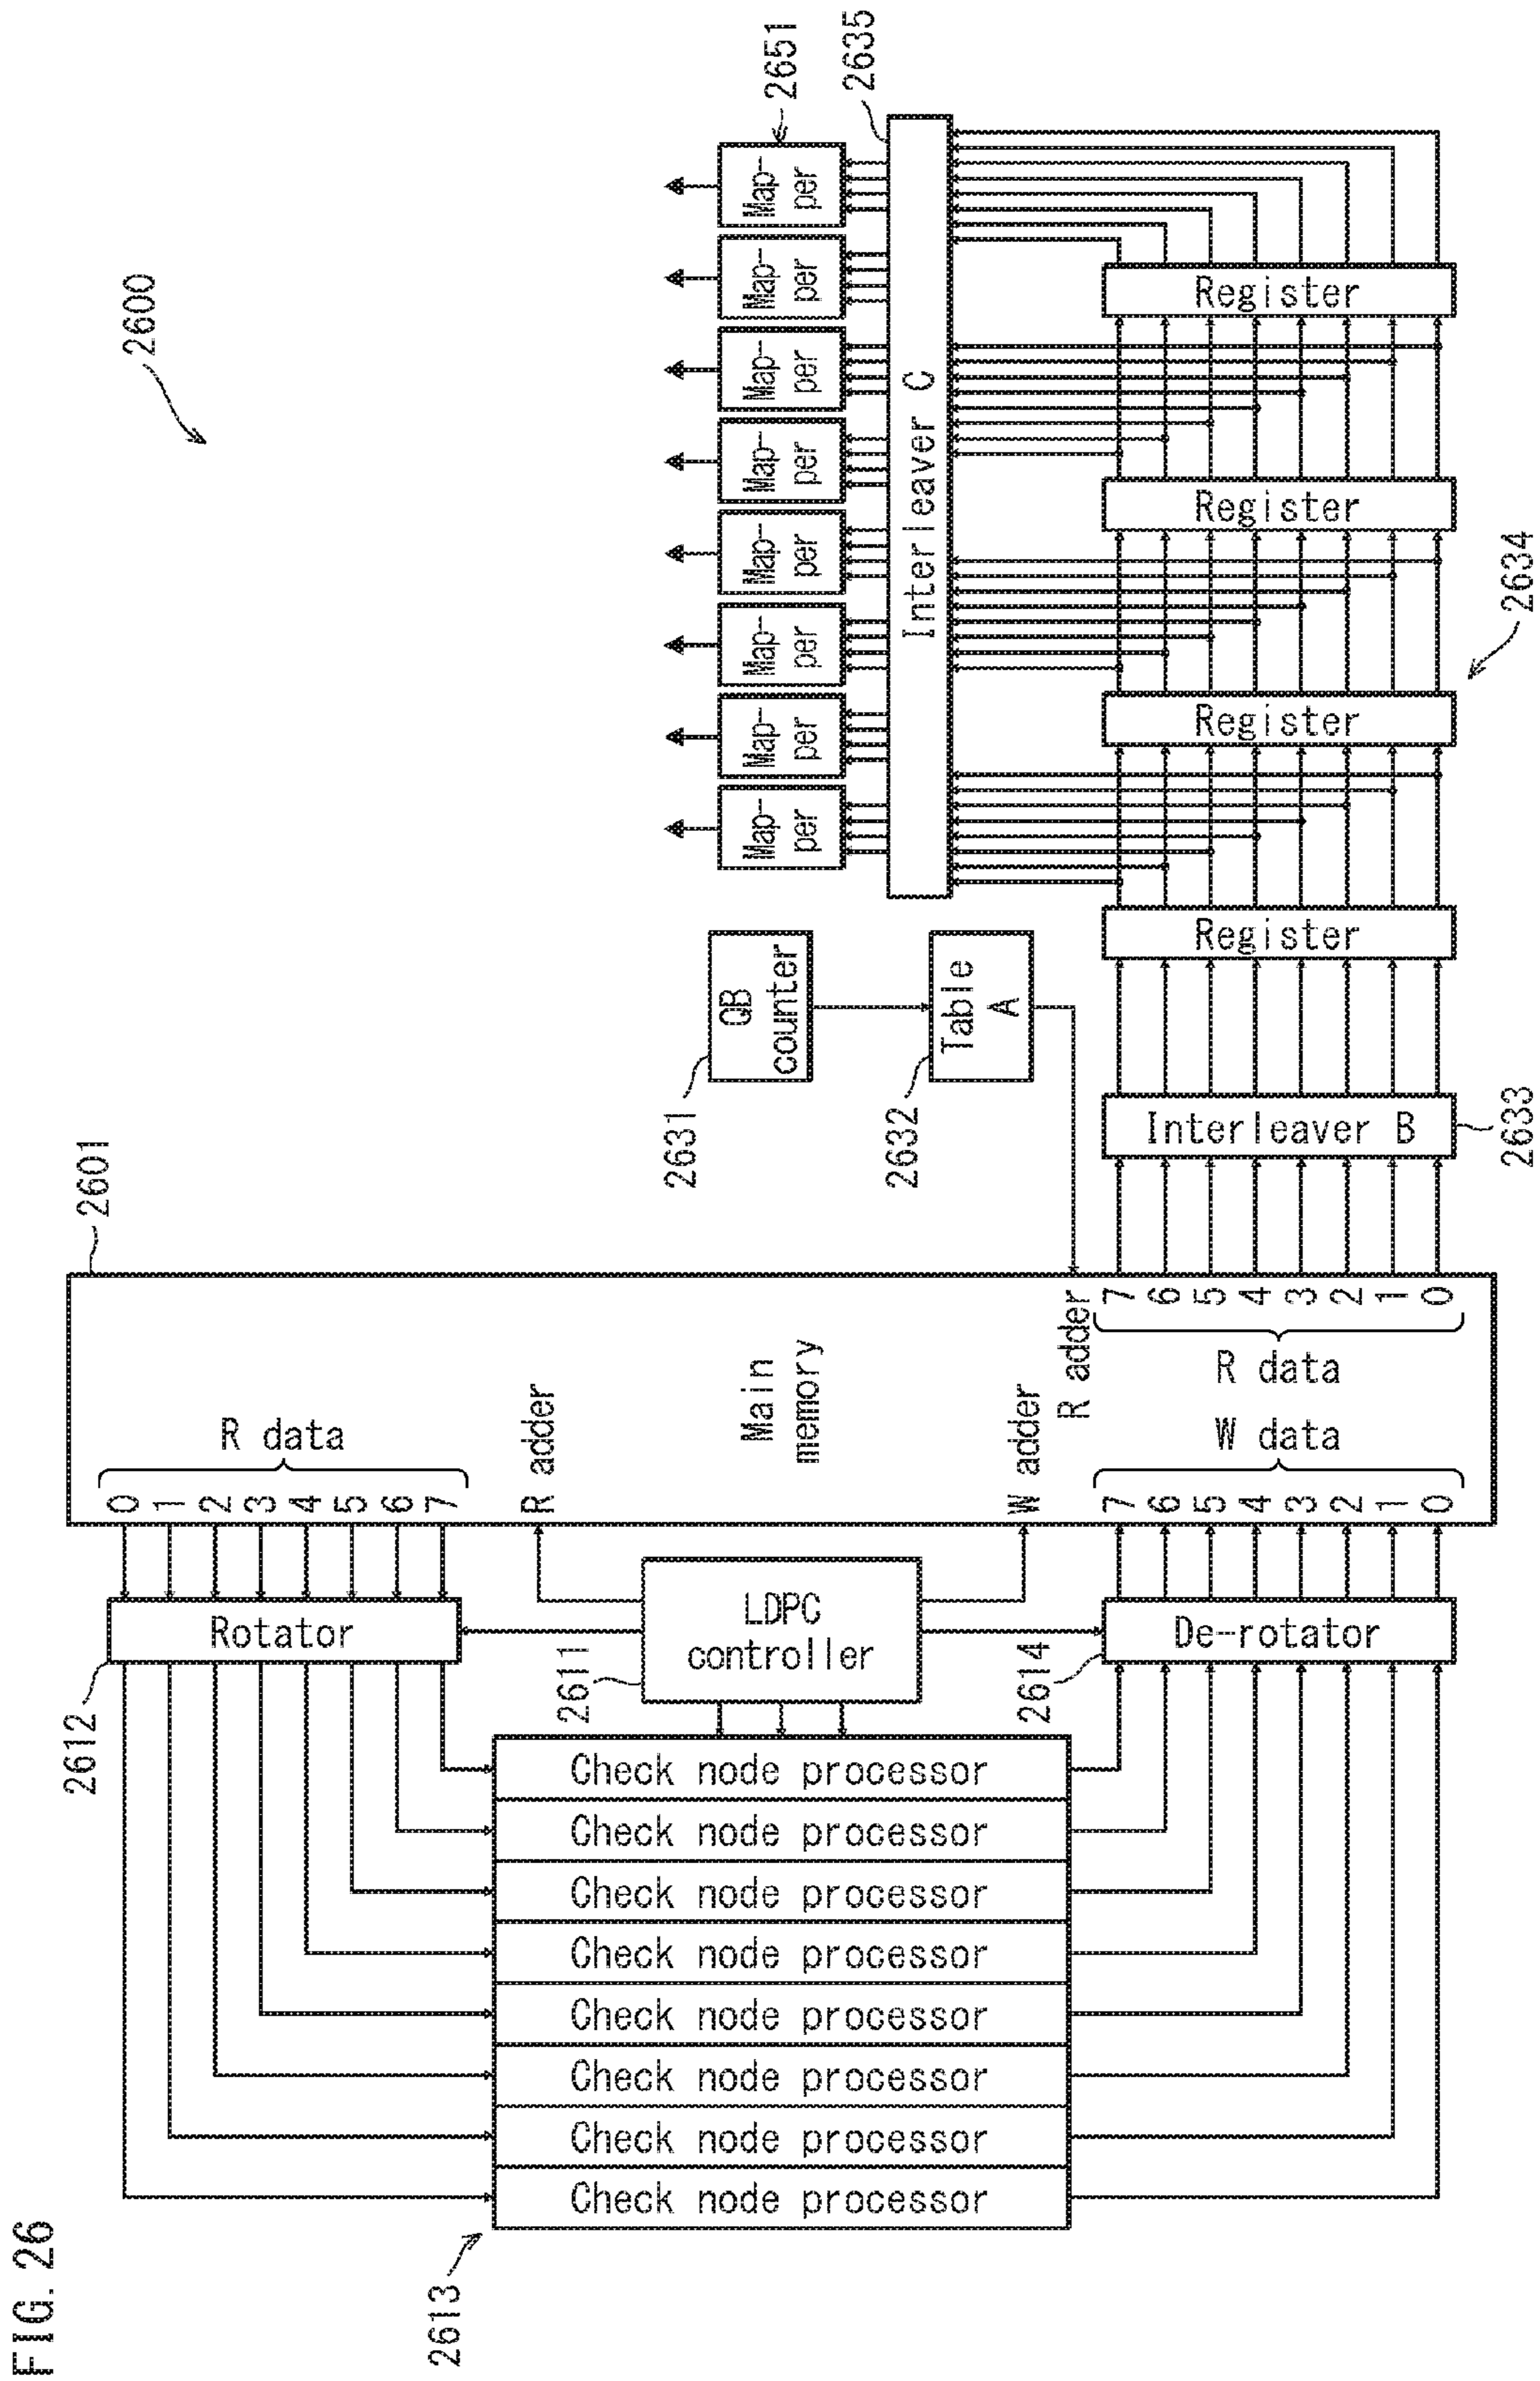 FIG. 26
2600
2601
R data
0
1
2
3
4
5
6
7
R adder
Main
memory
W adder
W data
7
6
5
4
3
2
1
0
R adder
R data
7
6
5
4
3
2
1
0
2612
Rotator
LDPC
controller
2611
De-rotator
2614
2613
Check node processor
Check node processor
Check node processor
Check node processor
Check node processor
Check node processor
Check node processor
Check node processor
QB
counter
2631
Table
A
2632
Interleaver B
2633
Register
Register
Register
Register
2634
Interleaver C
2635
Map-
per
Map-
per
Map-
per
Map-
per
Map-
per
Map-
per
Map-
per
Map-
per
2651